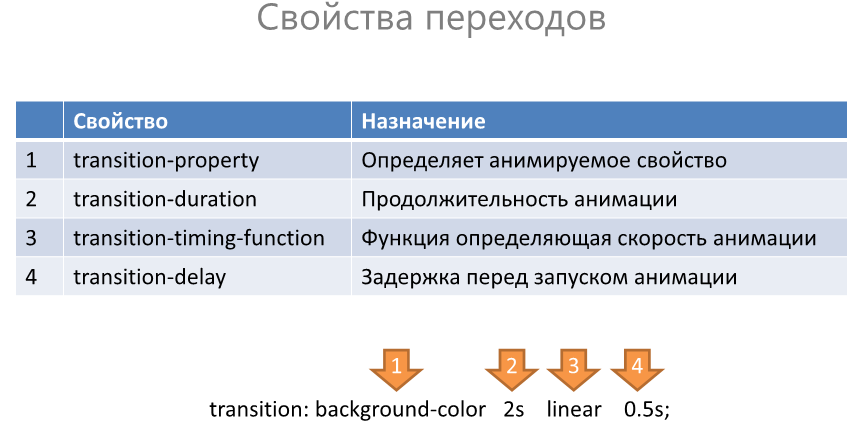 Свойства переходов
Свойство Назначение
1 transition-property Определяет анимируемое свойство
2 transition-duration Продолжительность анимации
3 transition-timing-function Функция определяющая скорость анимации
4 transition-delay Задержка перед запуском анимации
1 2 3 4
transition: background-color 2s linear 0.5s;